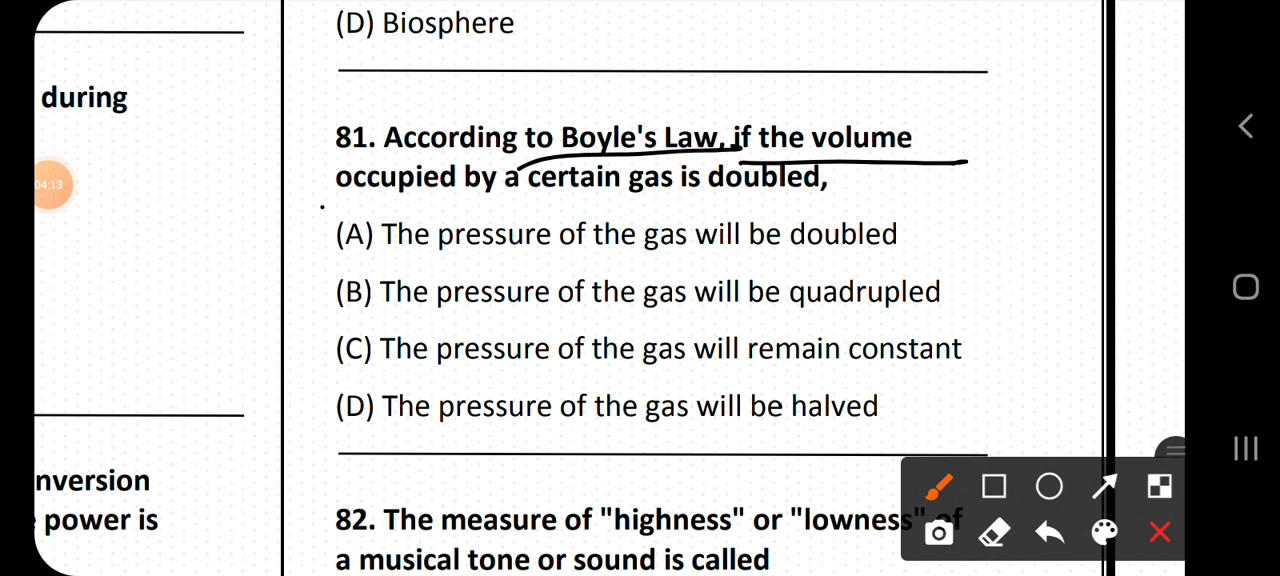 (D) Biosphere
during
81. According to Boyle's Law, if the volume
occupied by a certain gas is doubled,
04:13
(A) The pressure of the gas will be doubled
(B) The pressure of the gas will be quadrupled
(C) The pressure of the gas will remain constant
(D) The pressure of the gas will be halved
nversion
power is
82. The measure of "highness" or "lowness" of
a musical tone or sound is called